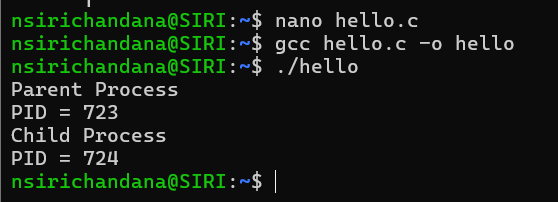 nsirichandana@SIRI:~$ nano hello.c
nsirichandana@SIRI:~$ gcc hello.c -o hello
nsirichandana@SIRI:~$ ./hello
Parent Process
PID = 723
Child Process
PID = 724
nsirichandana@SIRI:~$